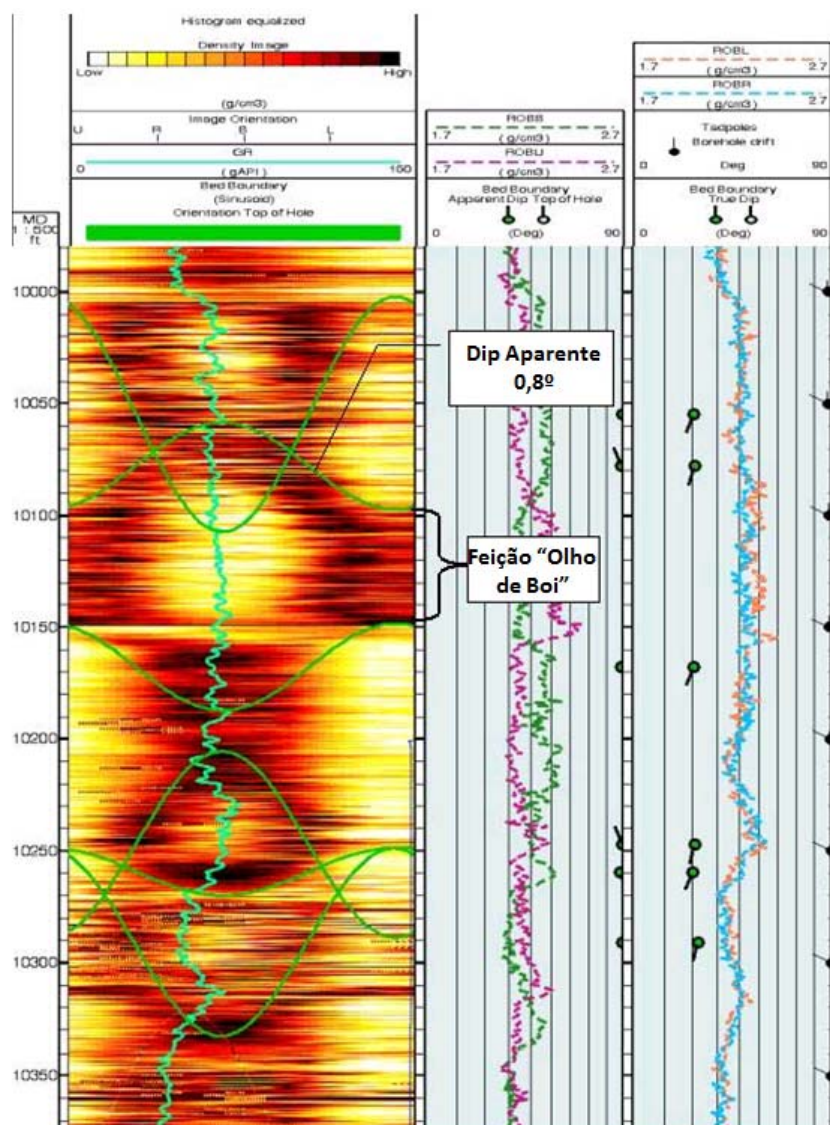 Histogram equalized
Density Image
Low High
(g/cm3)
Image Orientation
U R B L
GR
0 (gAPI) 160
Bed Boundary
(Sinusoid)
Orientation Top of Hole
MD
1 : 500
ft
ROBB
1.7 (g/cm3) 2.7
ROBU
1.7 (g/cm3) 2.7
Bed Boundary
Apparent Dip Top of Hole
0 (Deg) 90
ROBL
1.7 (g/cm3) 2.7
ROBR
1.7 (g/cm3) 2.7
Tadpoles
Borehole drift
0 Deg 90
Bed Boundary
True Dip
(Deg)
10000
10050
10100
10150
10200
10250
10300
10350
Dip Aparente
0,8º
Feição “Olho
de Boi”